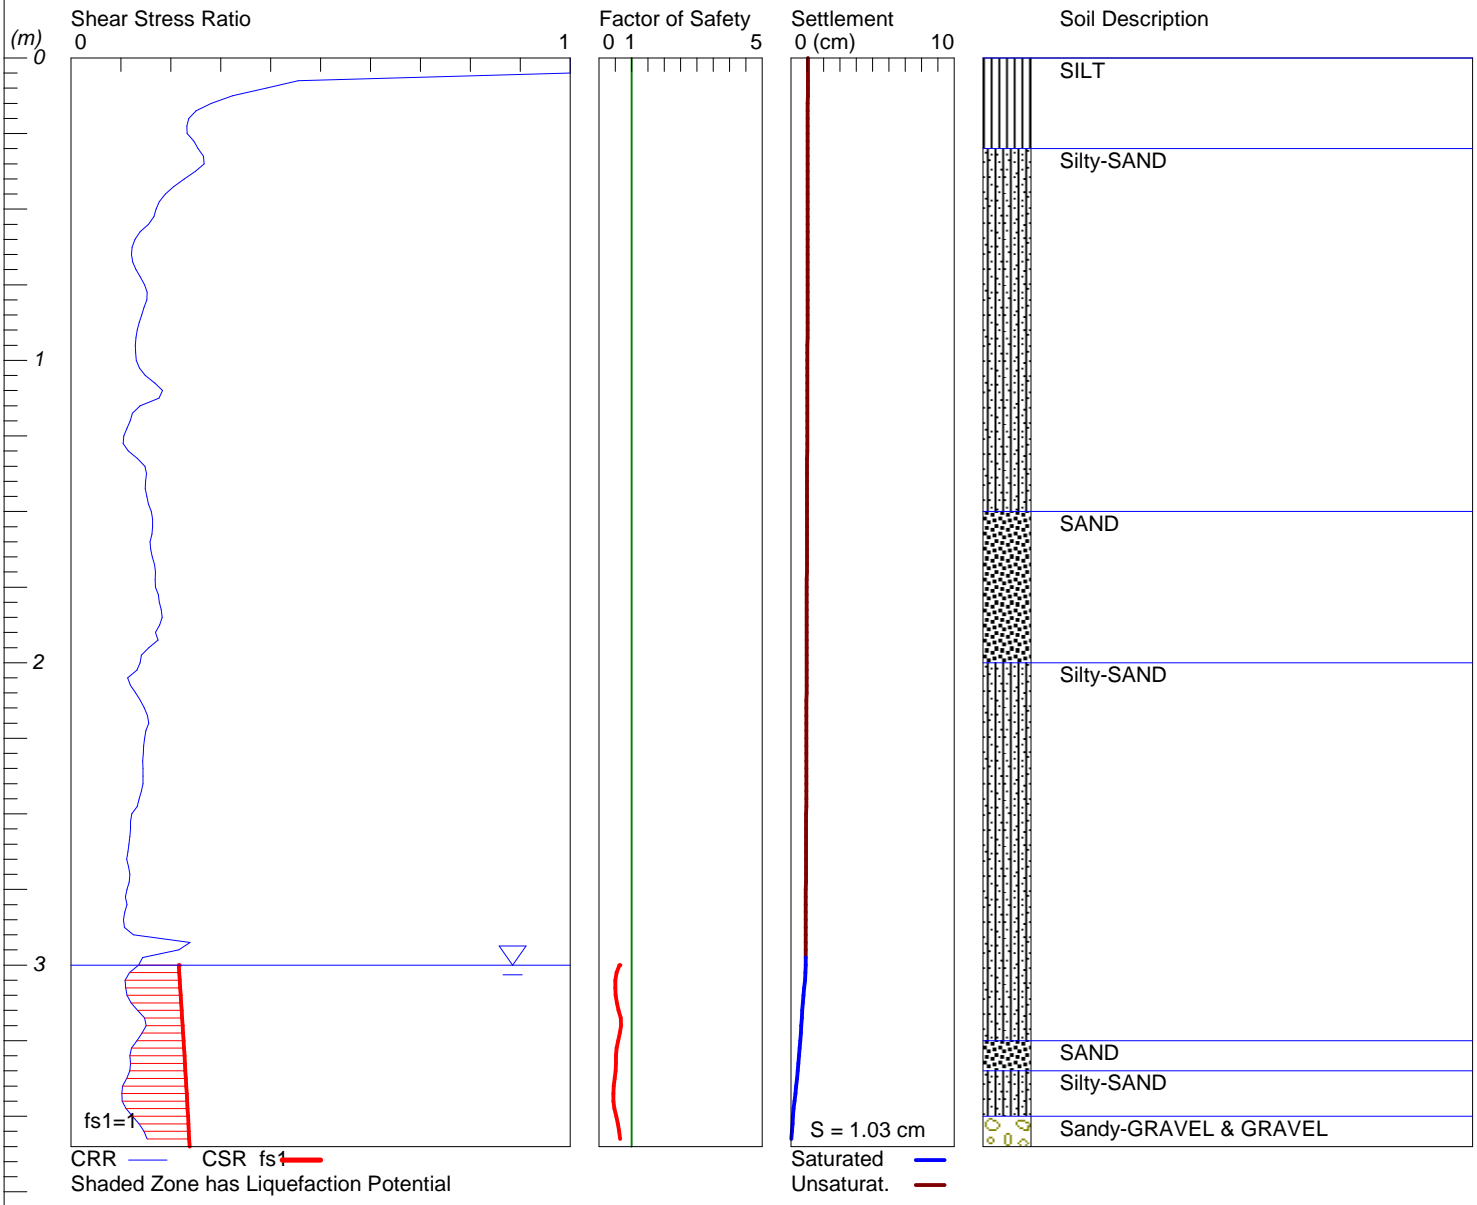 Shear Stress Ratio Factor of Safety Settlement Soil Description
(m) 0 1 0 1 5 0 (cm) 10
0
SILT
Silty-SAND
1
SAND
2
Silty-SAND
3
SAND
Silty-SAND
fs1=1 S = 1.03 cm Sandy-GRAVEL & GRAVEL
CRR CSR fs1 Saturated
Shaded Zone has Liquefaction Potential Unsaturat.